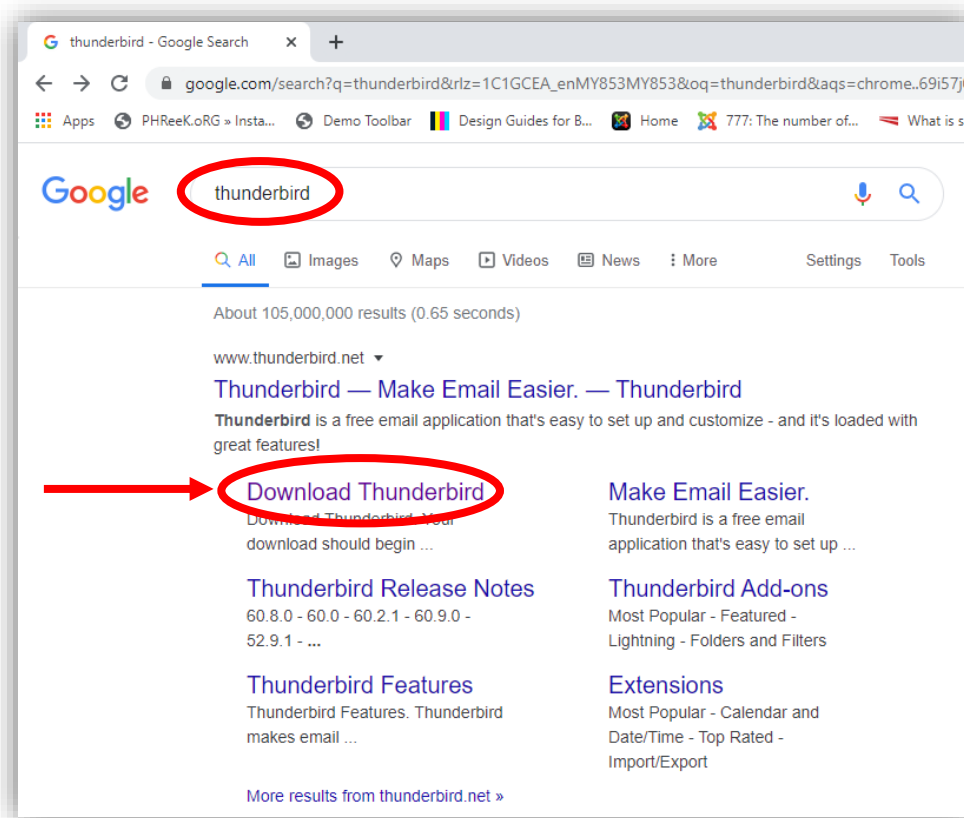 thunderbird - Google Search
google.com/search?q=thunderbird&rlz=1C1GCEA_enMY853MY853&oq=thunderbird&aqs=chrome..69i57j
Apps PHReeK.oRG » Insta... Demo Toolbar Design Guides for B... Home 777: The number of... What is s
Google thunderbird
All Images Maps Videos News More Settings Tools
About 105,000,000 results (0.65 seconds)
www.thunderbird.net
Thunderbird — Make Email Easier. — Thunderbird
Thunderbird is a free email application that's easy to set up and customize - and it's loaded with
great features!
Download Thunderbird
Download Thunderbird. Your
download should begin ...
Make Email Easier.
Thunderbird is a free email
application that's easy to set up ...
Thunderbird Release Notes
60.8.0 - 60.0 - 60.2.1 - 60.9.0 -
52.9.1 - ...
Thunderbird Add-ons
Most Popular - Featured -
Lightning - Folders and Filters
Thunderbird Features
Thunderbird Features. Thunderbird
makes email ...
Extensions
Most Popular - Calendar and
Date/Time - Top Rated -
Import/Export
More results from thunderbird.net »